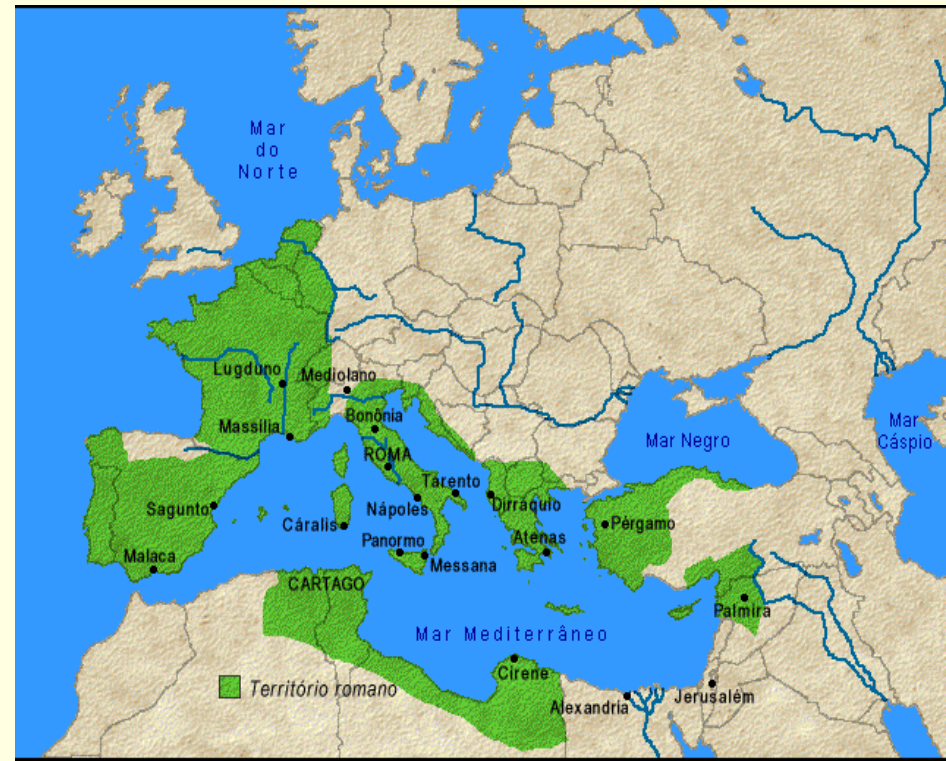 Mar
do
Norte
Lugduno
Mediolano
Massilia
Bonônia
ROMA
Mar Negro
Mar
Cáspio
Tarento
Sagunto
Nápoles
Dirráquio
Cáralis
Pérgamo
Panormo
Atenas
Malaca
Messana
CARTAGO
Palmira
Mar Mediterrâneo
Cirene
Território romano
Alexandria
Jerusalém